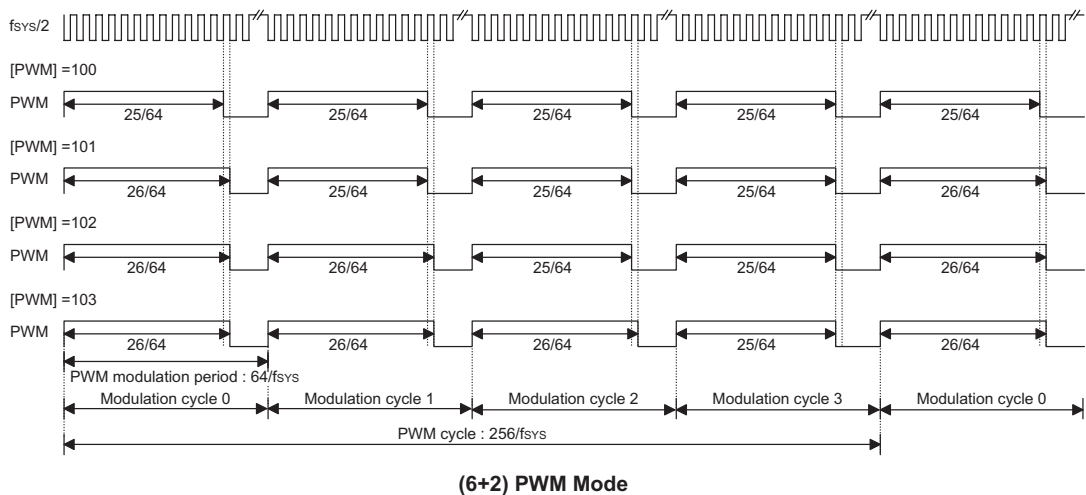 fSYS/2
[PWM] =100
PWM
25/64 25/64 25/64 25/64 25/64
[PWM] =101
PWM
26/64 25/64 25/64 25/64 26/64
[PWM] =102
PWM
26/64 26/64 25/64 25/64 26/64
[PWM] =103
PWM
26/64 26/64 26/64 25/64 26/64
PWM modulation period : 64/fSYS
Modulation cycle 0 Modulation cycle 1 Modulation cycle 2 Modulation cycle 3 Modulation cycle 0
PWM cycle : 256/fSYS
(6+2) PWM Mode